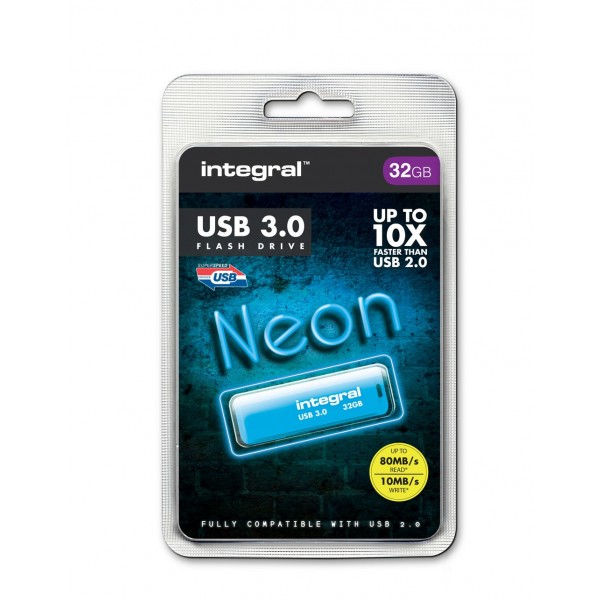 integral™
32GB
USB 3.0
FLASH DRIVE
UP TO
10X
FASTER THAN
USB 2.0
SUPERSPEED
USB
Neon
integral
USB 3.0 32GB
UP TO
80MB/s
READ*
10MB/s
WRITE*
FULLY COMPATIBLE WITH USB 2.0